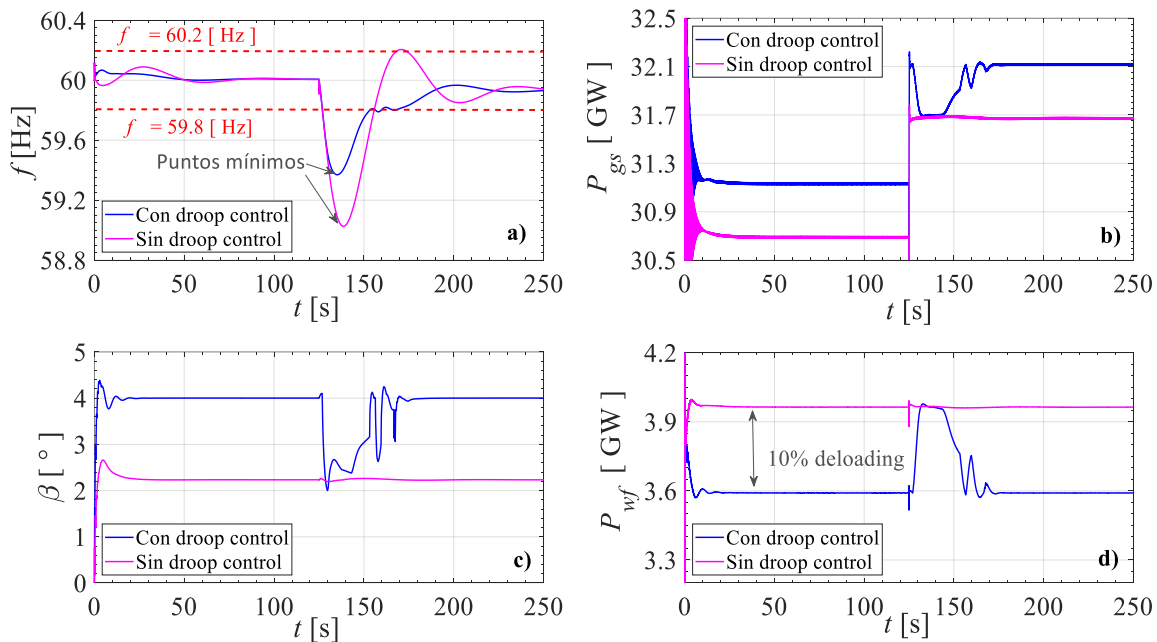 60.4
60
59.6
59.2
58.8
f [Hz]
f = 60.2 [ Hz ]
f = 59.8 [ Hz]
Puntos mínimos
Con droop control
Sin droop control
a)
0 50 100 150 200 250
t [s]
32.5
32.1
31.7
31.3
30.9
30.5
P gs [ GW ]
Con droop control
Sin droop control
b)
0 50 100 150 200 250
t [s]
5
4
3
2
1
0
β [ ° ]
Con droop control
Sin droop control
c)
0 50 100 150 200 250
t [s]
4.2
3.9
3.6
3.3
P wf [ GW ]
10% deloading
Con droop control
Sin droop control
d)
0 50 100 150 200 250
t [s]